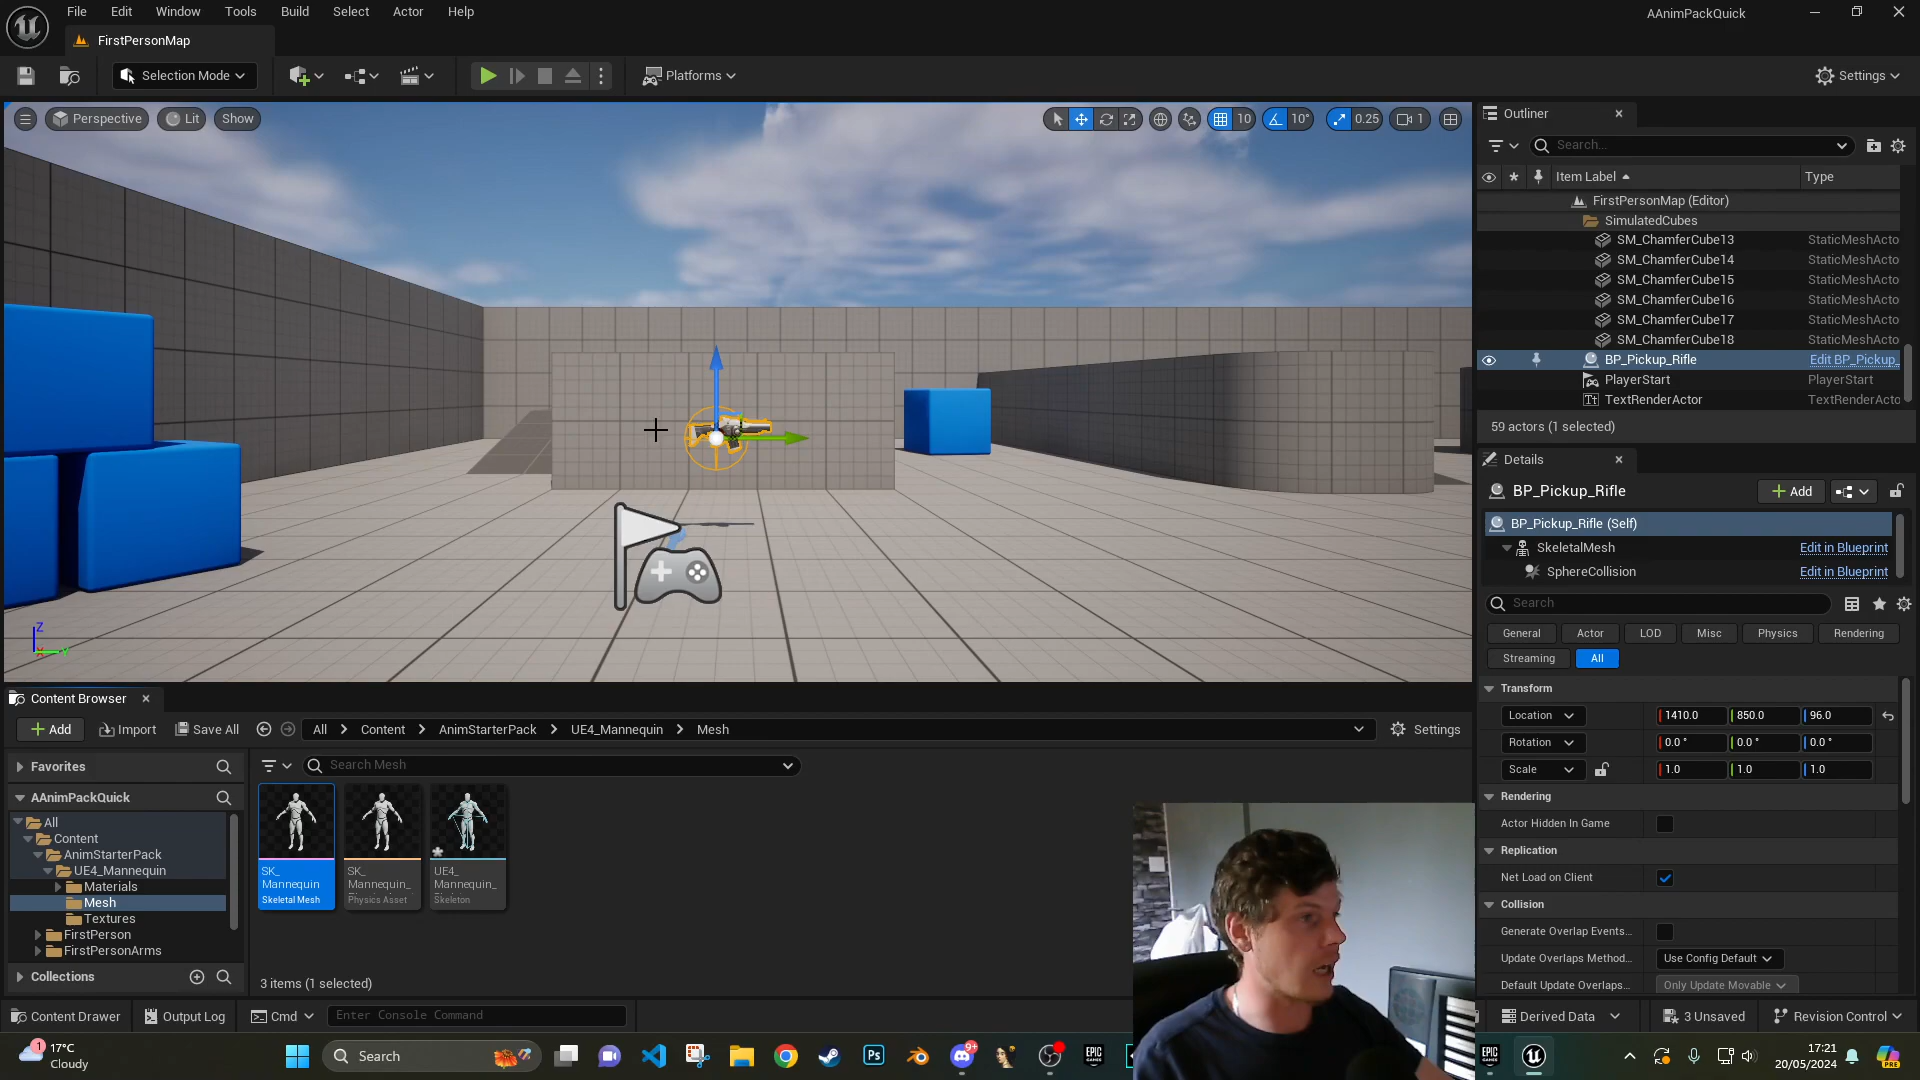 File Edit Window Tools Build Select Actor Help
AAnimPackQuick
FirstPersonMap
Selection Mode
Platforms
Settings
Perspective
Lit
Show
10
10°
0.25
1
Outliner
Search...
Item Label
Type
FirstPersonMap (Editor)
SimulatedCubes
SM_ChamferCube13 StaticMeshActo
SM_ChamferCube14 StaticMeshActo
SM_ChamferCube15 StaticMeshActo
SM_ChamferCube16 StaticMeshActo
SM_ChamferCube17 StaticMeshActo
SM_ChamferCube18 StaticMeshActo
BP_Pickup_Rifle Edit BP_Pickup_
PlayerStart PlayerStart
TextRenderActor TextRenderActo
59 actors (1 selected)
Details
BP_Pickup_Rifle
Add
BP_Pickup_Rifle (Self)
SkeletalMesh Edit in Blueprint
SphereCollision Edit in Blueprint
Search
General Actor LOD Misc Physics Rendering
Streaming All
Transform
Location 1410.0 850.0 96.0
Rotation 0.0 ° 0.0 ° 0.0 °
Scale 1.0 1.0 1.0
Rendering
Actor Hidden In Game
Replication
Net Load on Client
Collision
Generate Overlap Events...
Update Overlaps Method... Use Config Default
Default Update Overlaps... Only Update Movable
Z
X Y
Content Browser
Add Import Save All
All Content AnimStarterPack UE4_Mannequin Mesh
Settings
Favorites
AAnimPackQuick
All
Content
AnimStarterPack
UE4_Mannequin
Materials
Mesh
Textures
FirstPerson
FirstPersonArms
Collections
Search Mesh
SK_
Mannequin
Skeletal Mesh
SK_
Mannequin_
Physics Asset
UE4_
Mannequin_
Skeleton
3 items (1 selected)
Content Drawer Output Log Cmd Enter Console Command
Derived Data 3 Unsaved Revision Control
1
17°C
Cloudy
Search
Ps
9+
EPIC
GAMES
EPIC
GAMES
17:21
20/05/2024
PRE